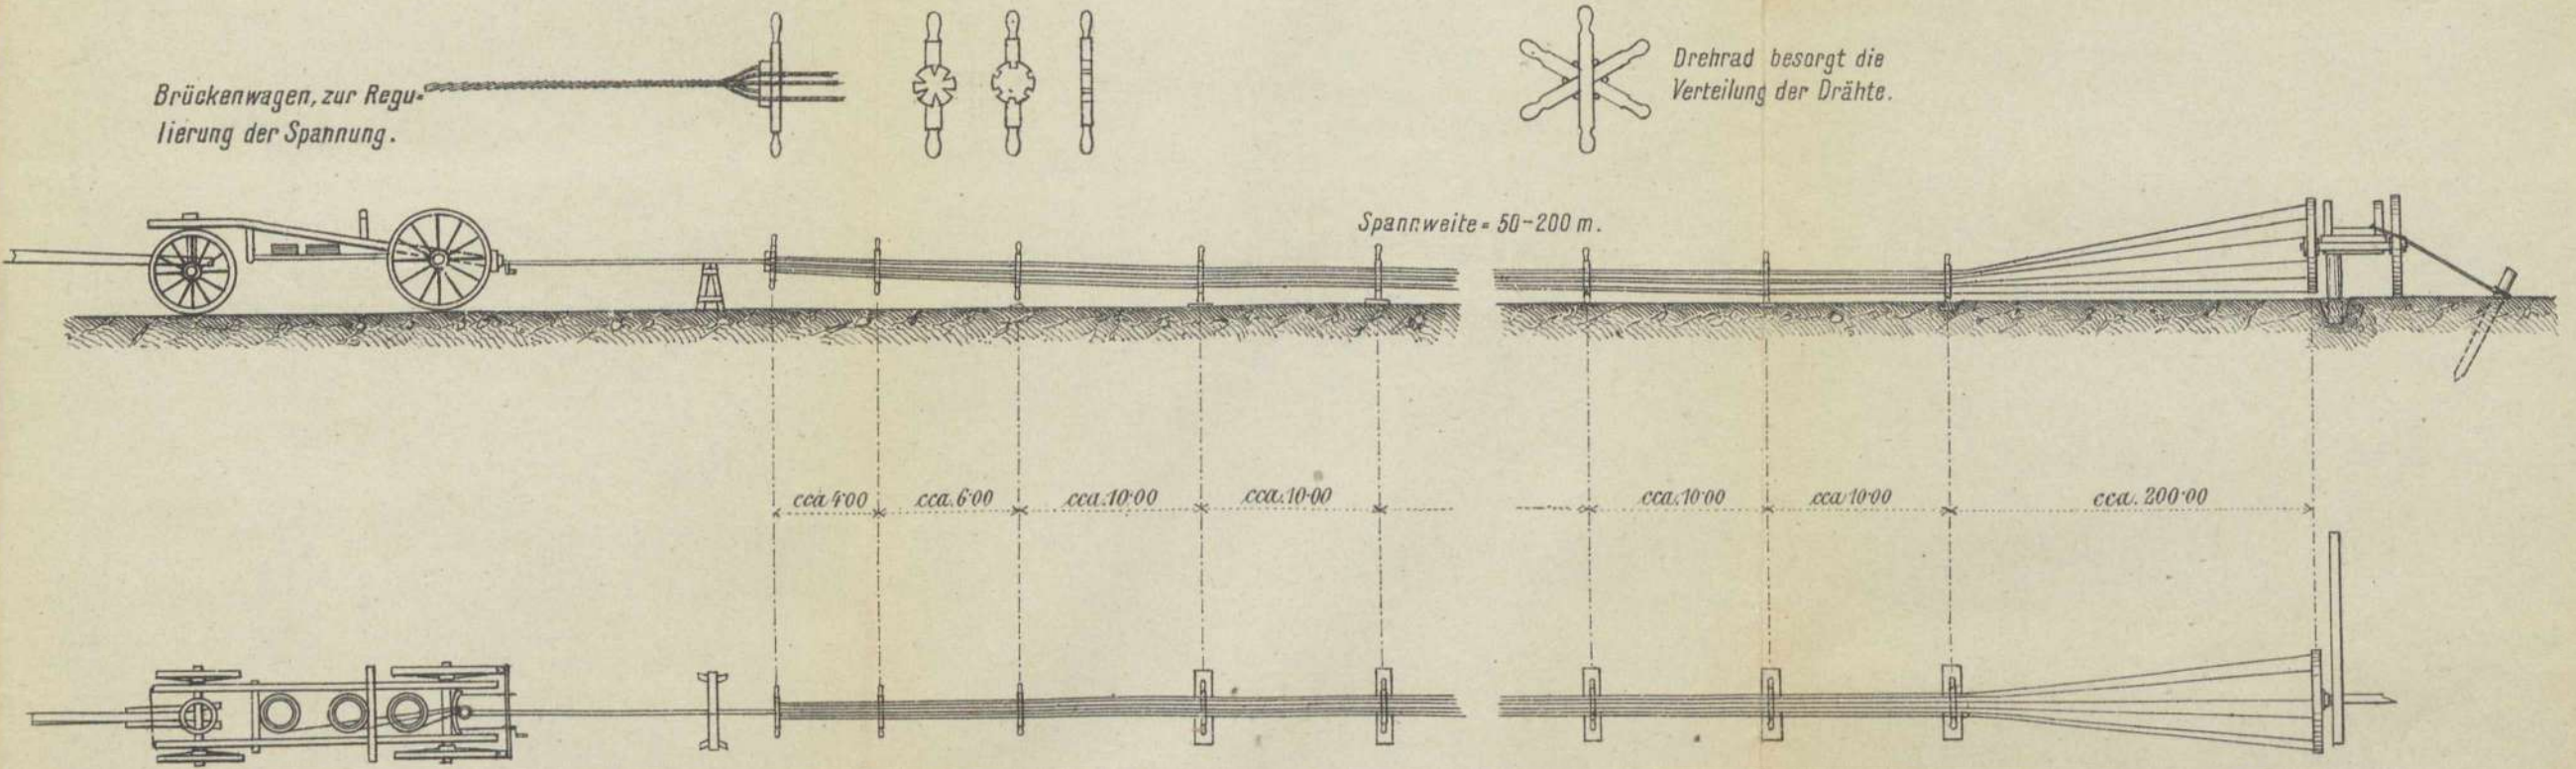 Brückenwagen, zur Regu-
lierung der Spannung.
Drehrad besorgt die
Verteilung der Drähte.
Spannweite = 50-200 m.
cca 4·00 cca. 6·00 cca. 10·00 cca. 10·00 cca. 10·00 cca 10·00 cca. 200·00